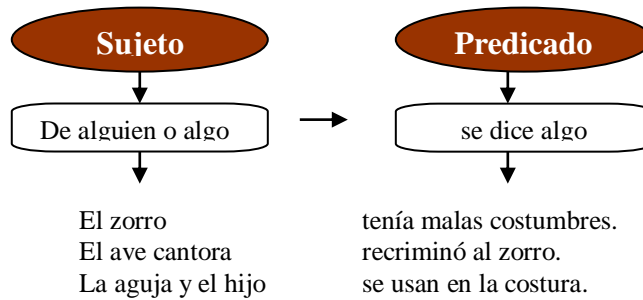 Sujeto Predicado
De alguien o algo se dice algo
El zorro tenía malas costumbres.
El ave cantora recriminó al zorro.
La aguja y el hijo se usan en la costura.